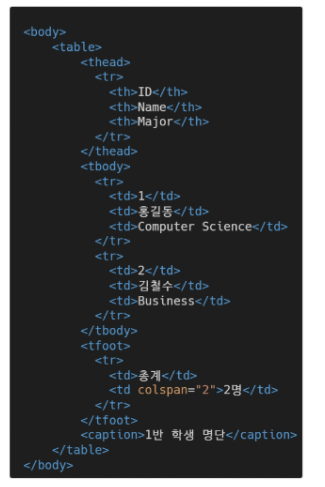 <body>
<table>
<thead>
<tr>
<th>ID</th>
<th>Name</th>
<th>Major</th>
</tr>
</thead>
<tbody>
<tr>
<td>1</td>
<td>홍길동</td>
<td>Computer Science</td>
</tr>
<tr>
<td>2</td>
<td>김철수</td>
<td>Business</td>
</tr>
</tbody>
<tfoot>
<tr>
<td>총계</td>
<td colspan="2">2명</td>
</tr>
</tfoot>
<caption>1반 학생 명단</caption>
</table>
</body>